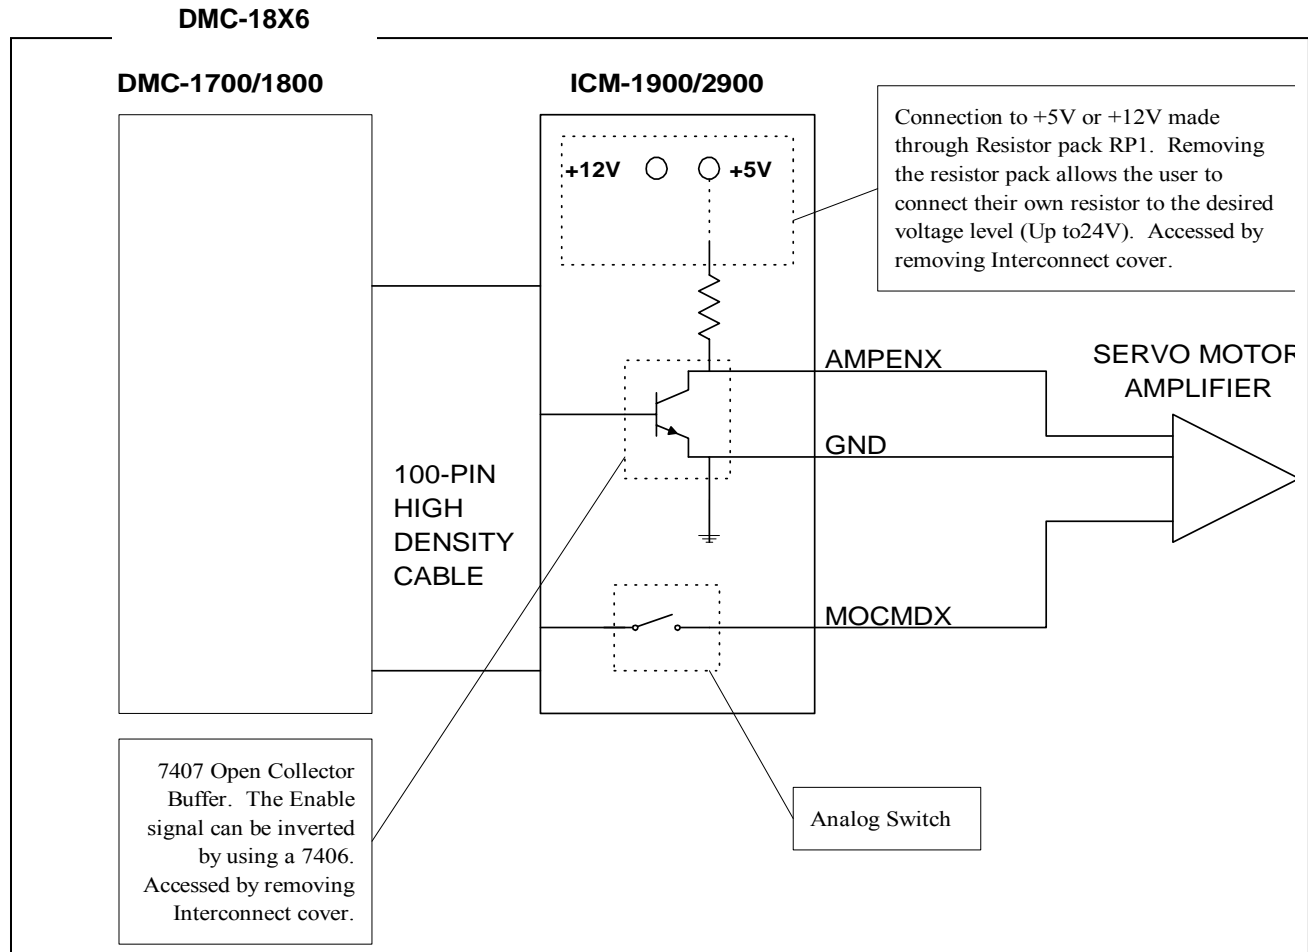 DMC-18X6
DMC-1700/1800
ICM-1900/2900
+12V
+5V
Connection to +5V or +12V made
through Resistor pack RP1. Removing
the resistor pack allows the user to
connect their own resistor to the desired
voltage level (Up to24V). Accessed by
removing Interconnect cover.
AMPENX
SERVO MOTOR
AMPLIFIER
GND
100-PIN
HIGH
DENSITY
CABLE
MOCMDX
7407 Open Collector
Buffer. The Enable
signal can be inverted
by using a 7406.
Accessed by removing
Interconnect cover.
Analog Switch